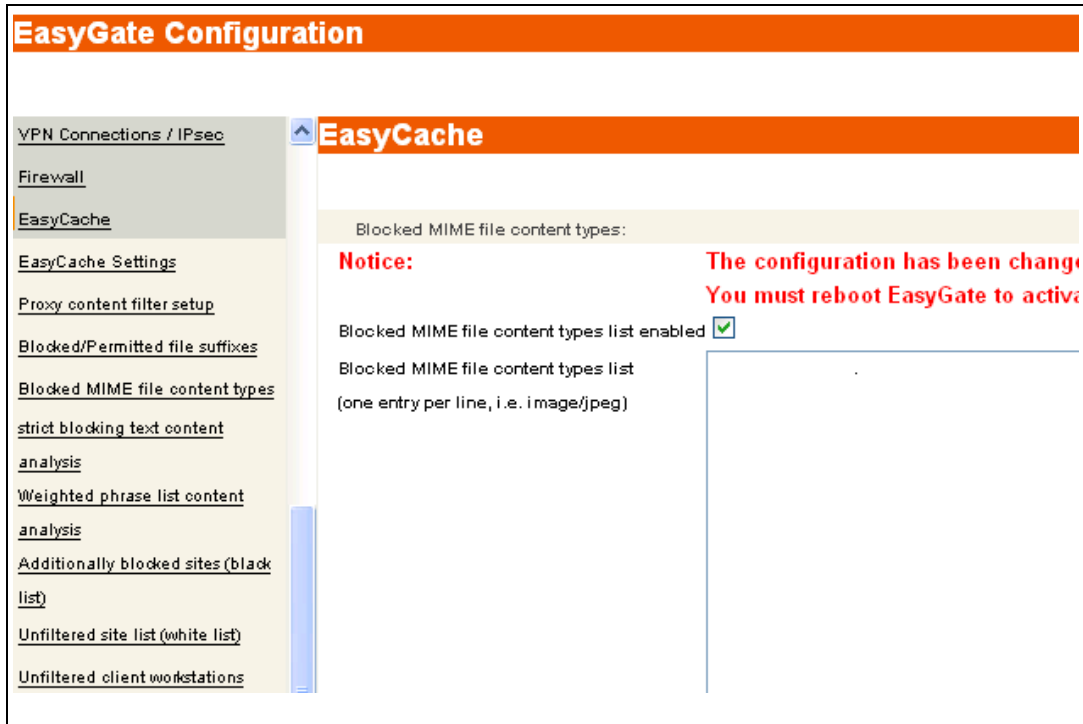 EasyGate Configuration
VPN Connections / IPsec
Firewall
EasyCache
EasyCache Settings
Proxy content filter setup
Blocked/Permitted file suffixes
Blocked MIME file content types
strict blocking text content
analysis
Weighted phrase list content
analysis
Additionally blocked sites (black
list)
Unfiltered site list (white list)
Unfiltered client workstations
EasyCache
Blocked MIME file content types:
Notice:
The configuration has been change
You must reboot EasyGate to activa
Blocked MIME file content types list enabled
Blocked MIME file content types list
(one entry per line, i.e. image/jpeg)
.